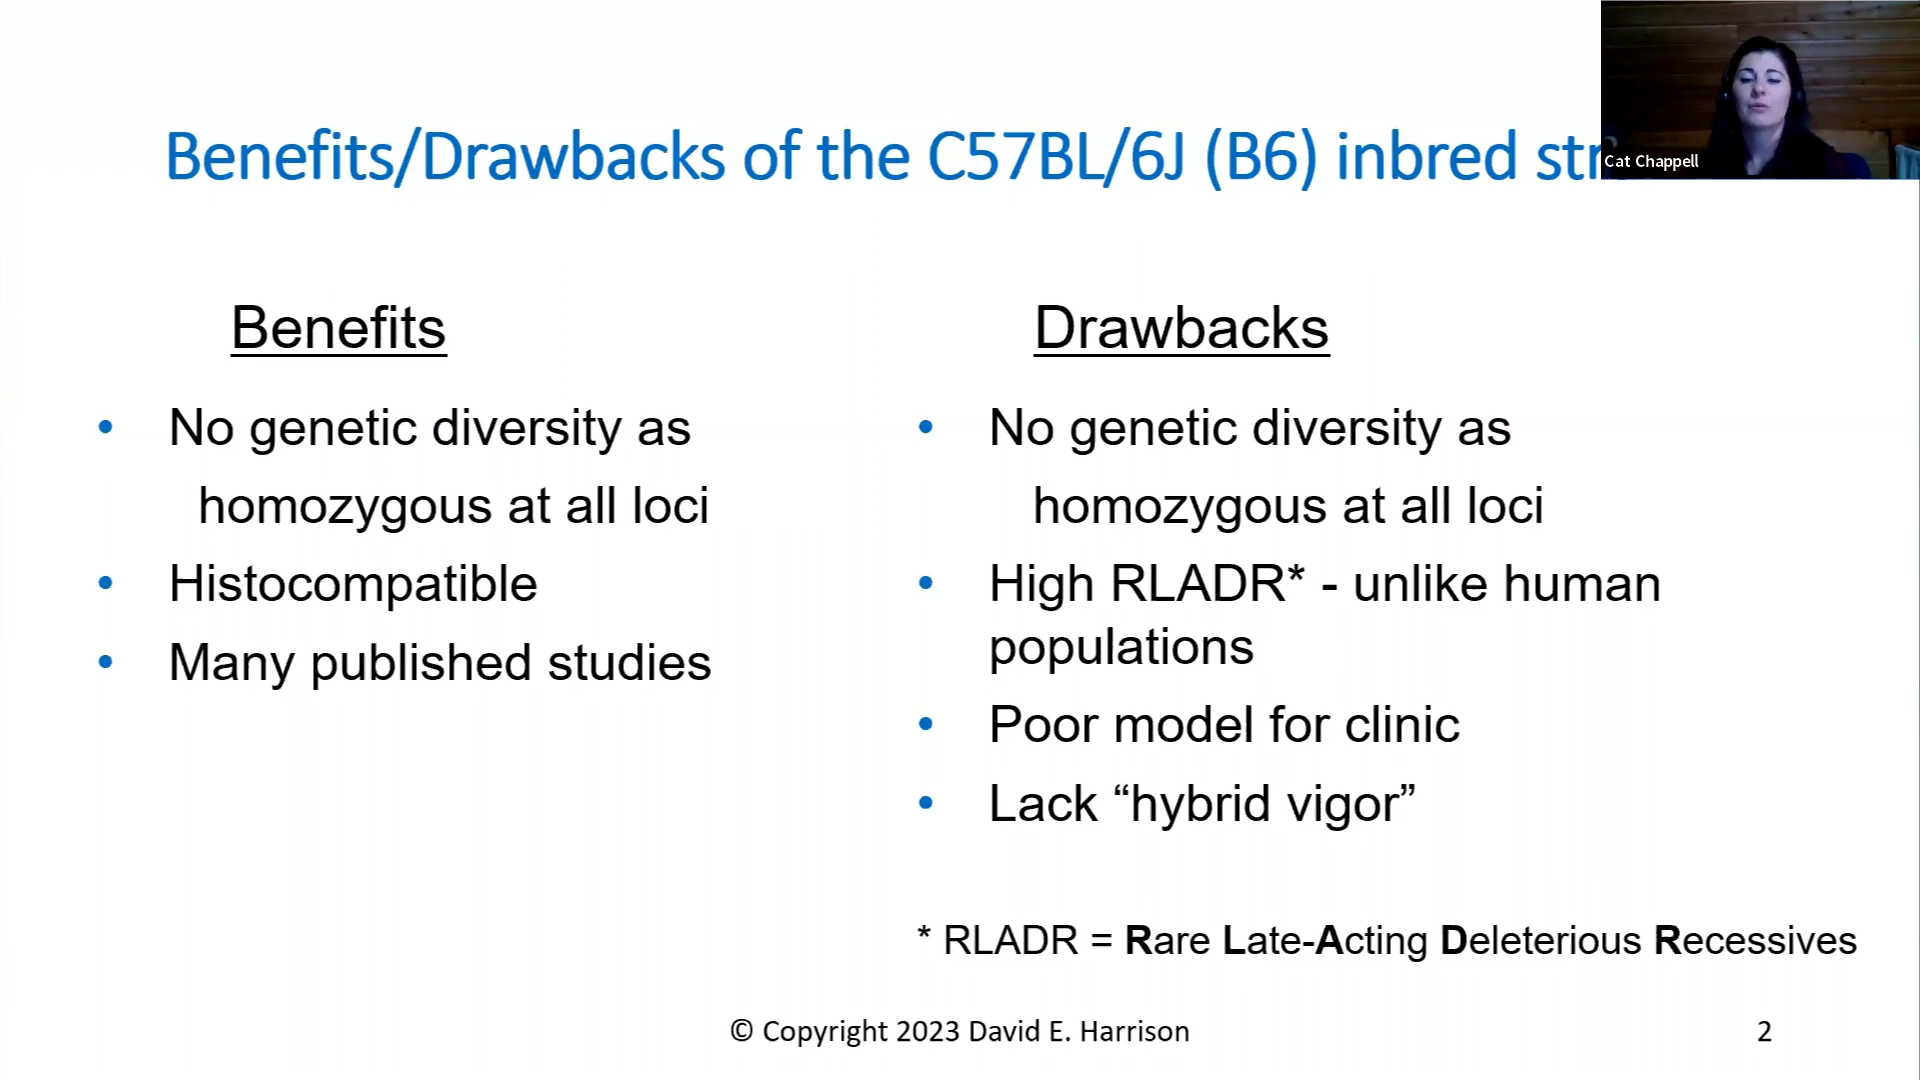 Benefits/Drawbacks of the C57BL/6J (B6) inbred
Cat Chappell
Benefits
• No genetic diversity as
homozygous at all loci
• Histocompatible
• Many published studies
Drawbacks
• No genetic diversity as
homozygous at all loci
• High RLADR* - unlike human
populations
• Poor model for clinic
• Lack “hybrid vigor”
* RLADR = Rare Late-Acting Deleterious Recessives
© Copyright 2023 David E. Harrison
2